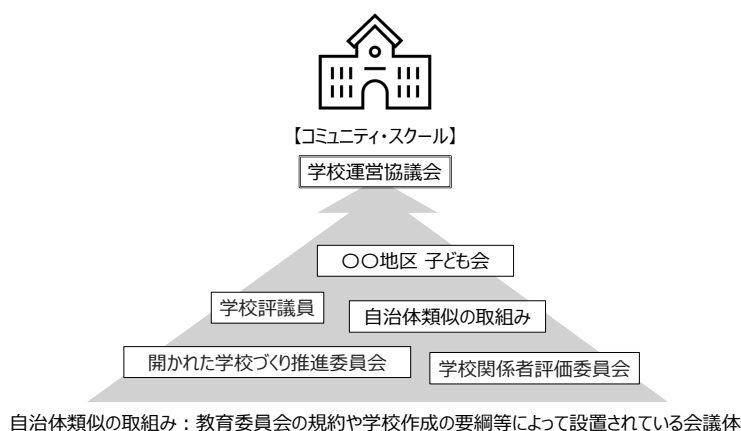 【コミュニティ・スクール】
学校運営協議会
〇〇地区 子ども会
学校評議員
自治体類似の取組み
開かれた学校づくり推進委員会
学校関係者評価委員会
自治体類似の取組み：教育委員会の規約や学校作成の要綱等によって設置されている会議体